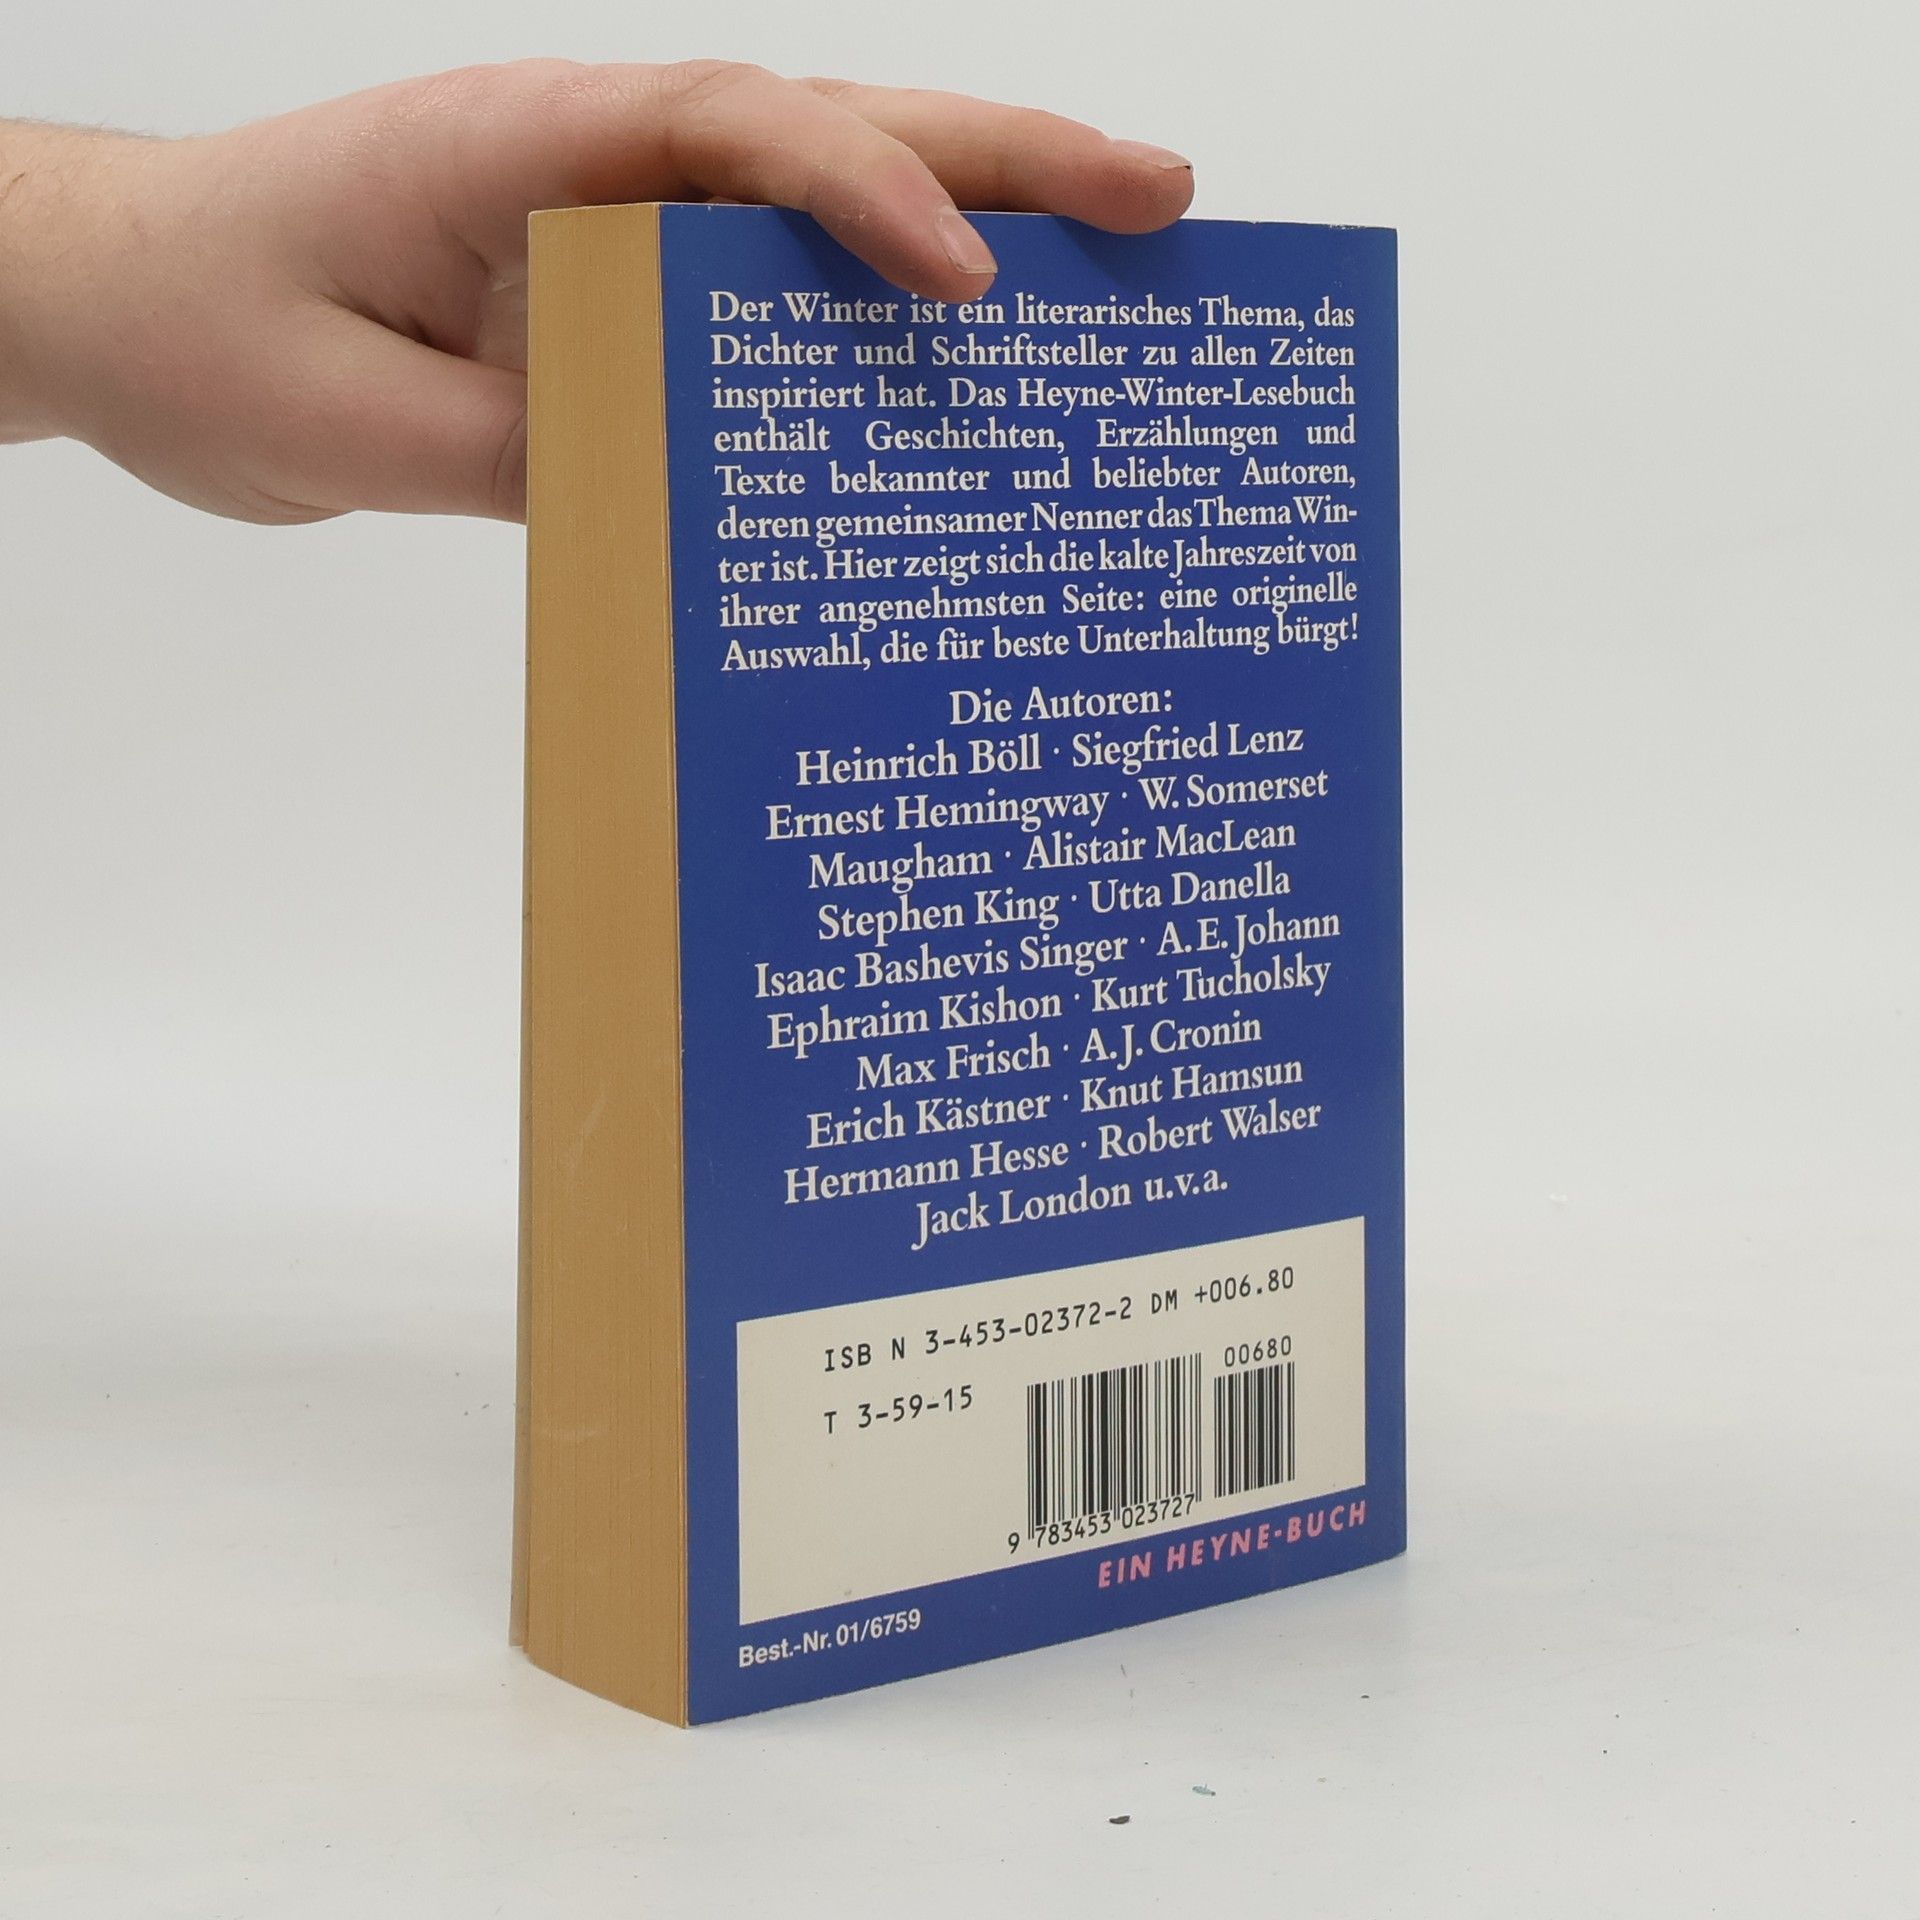 Der Winter ist ein literarisches Thema, das
Dichter und Schriftsteller zu allen Zeiten
inspiriert hat. Das Heyne-Winter-Lesebuch
enthält Geschichten, Erzählungen und
Texte bekannter und beliebter Autoren,
deren gemeinsamer Nenner das Thema Win-
ter ist. Hier zeigt sich die kalte Jahreszeit von
ihrer angenehmsten Seite: eine originelle
Auswahl, die für beste Unterhaltung bürgt!
Die Autoren:
Heinrich Böll · Siegfried Lenz
Ernest Hemingway · W. Somerset
Maugham · Alistair MacLean
Stephen King · Utta Danella
Isaac Bashevis Singer · A. E. Johann
Ephraim Kishon · Kurt Tucholsky
Max Frisch · A. J. Cronin
Erich Kästner · Knut Hamsun
Hermann Hesse · Robert Walser
Jack London u.v.a.
ISB N 3-453-02372-2 DM +006.80
00680
T 3-59-15
9 783453 023727
EIN HEYNE-BUCH
Best.-Nr. 01/6759